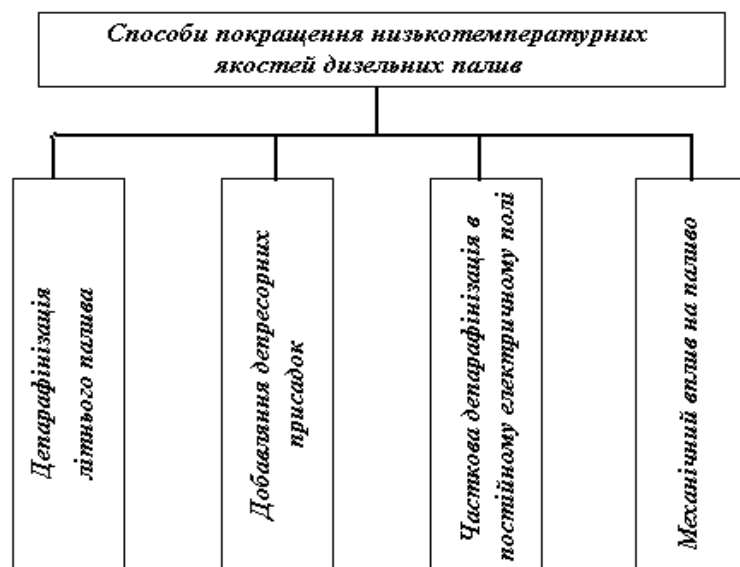 Способи покращення низькотемпературних
якостей дизельних палив
Депарафінізація
літнього палива
Добавляння депресорних
присадок
Часткова депарафінізація в
постійному електричному полі
Механічний вплив на паливо